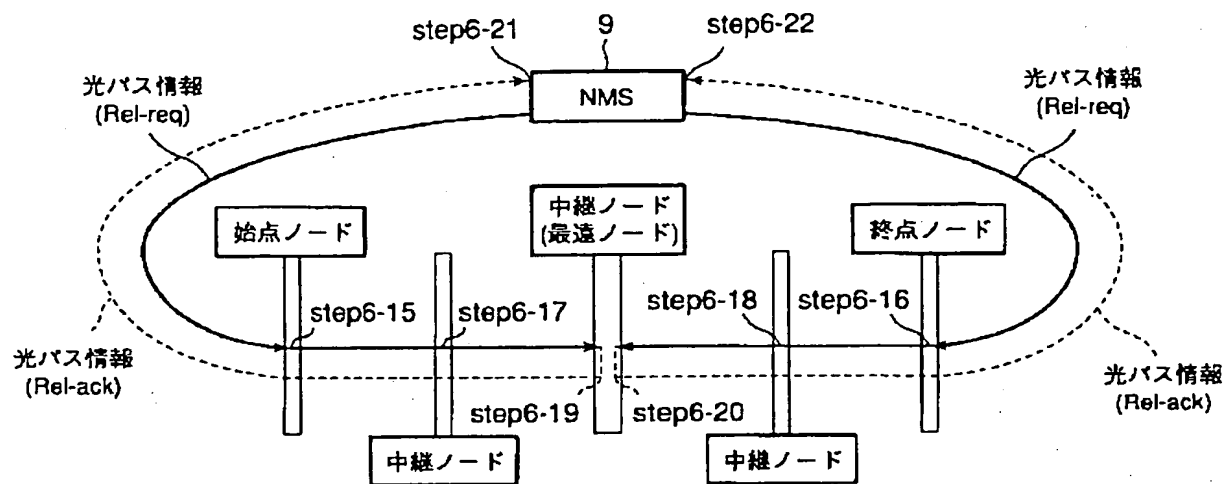 step6-21
9
step6-22
光パス情報
(Rel-req)
NMS
光パス情報
(Rel-req)
始点ノード
中継ノード
(最遠ノード)
終点ノード
step6-15
step6-17
step6-18
step6-16
光パス情報
(Rel-ack)
step6-19
step6-20
光パス情報
(Rel-ack)
中継ノード
中継ノード